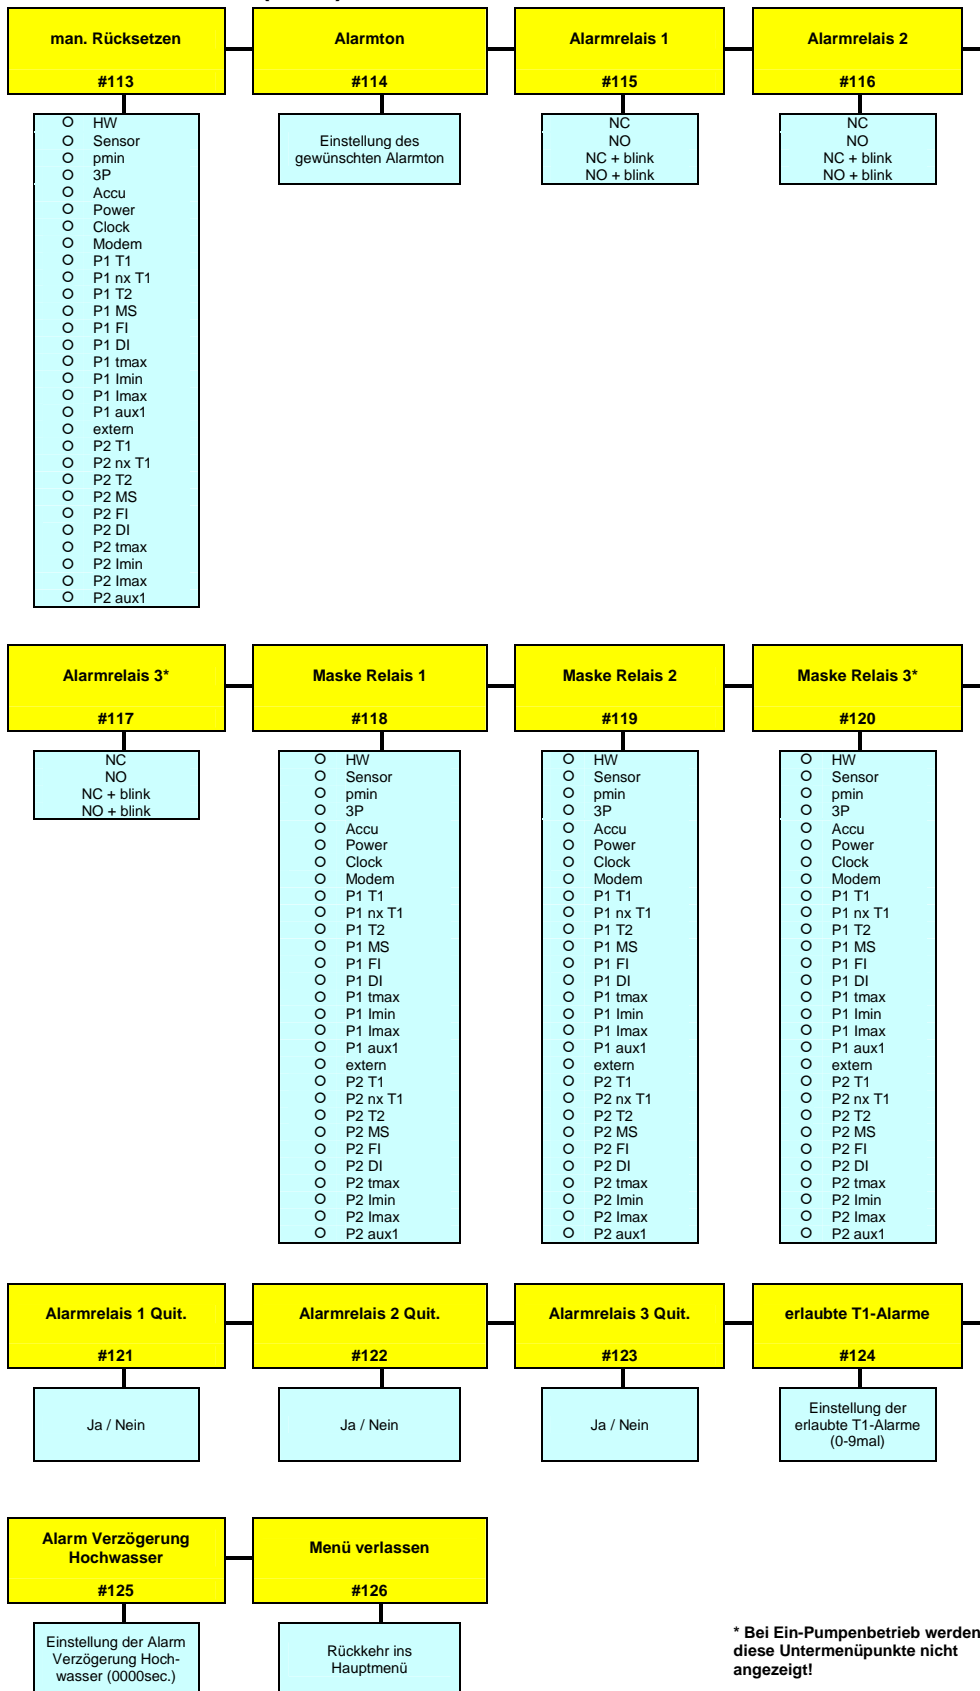 man. Rücksetzen
#113
HW
Sensor
pmin
3P
Accu
Power
Clock
Modem
P1 T1
P1 nx T1
P1 T2
P1 MS
P1 FI
P1 DI
P1 tmax
P1 Imin
P1 Imax
P1 aux1
extern
P2 T1
P2 nx T1
P2 T2
P2 MS
P2 FI
P2 DI
P2 tmax
P2 Imin
P2 Imax
P2 aux1
Alarmton
#114
Einstellung des
gewünschten Alarmton
Alarmrelais 1
#115
NC
NO
NC + blink
NO + blink
Alarmrelais 2
#116
NC
NO
NC + blink
NO + blink
Alarmrelais 3*
#117
NC
NO
NC + blink
NO + blink
Maske Relais 1
#118
HW
Sensor
pmin
3P
Accu
Power
Clock
Modem
P1 T1
P1 nx T1
P1 T2
P1 MS
P1 FI
P1 DI
P1 tmax
P1 Imin
P1 Imax
P1 aux1
extern
P2 T1
P2 nx T1
P2 T2
P2 MS
P2 FI
P2 DI
P2 tmax
P2 Imin
P2 Imax
P2 aux1
Maske Relais 2
#119
HW
Sensor
pmin
3P
Accu
Power
Clock
Modem
P1 T1
P1 nx T1
P1 T2
P1 MS
P1 FI
P1 DI
P1 tmax
P1 Imin
P1 Imax
P1 aux1
extern
P2 T1
P2 nx T1
P2 T2
P2 MS
P2 FI
P2 DI
P2 tmax
P2 Imin
P2 Imax
P2 aux1
Maske Relais 3*
#120
HW
Sensor
pmin
3P
Accu
Power
Clock
Modem
P1 T1
P1 nx T1
P1 T2
P1 MS
P1 FI
P1 DI
P1 tmax
P1 Imin
P1 Imax
P1 aux1
extern
P2 T1
P2 nx T1
P2 T2
P2 MS
P2 FI
P2 DI
P2 tmax
P2 Imin
P2 Imax
P2 aux1
Alarmrelais 1 Quit.
#121
Ja / Nein
Alarmrelais 2 Quit.
#122
Ja / Nein
Alarmrelais 3 Quit.
#123
Ja / Nein
erlaubte T1-Alarme
#124
Einstellung der
erlaubte T1-Alarme
(0-9mal)
Alarm Verzögerung
Hochwasser
#125
Einstellung der Alarm
Verzögerung Hoch-
wasser (0000sec.)
Menü verlassen
#126
Rückkehr ins
Hauptmenü
* Bei Ein-Pumpenbetrieb werden
diese Untermenüpunkte nicht
angezeigt!